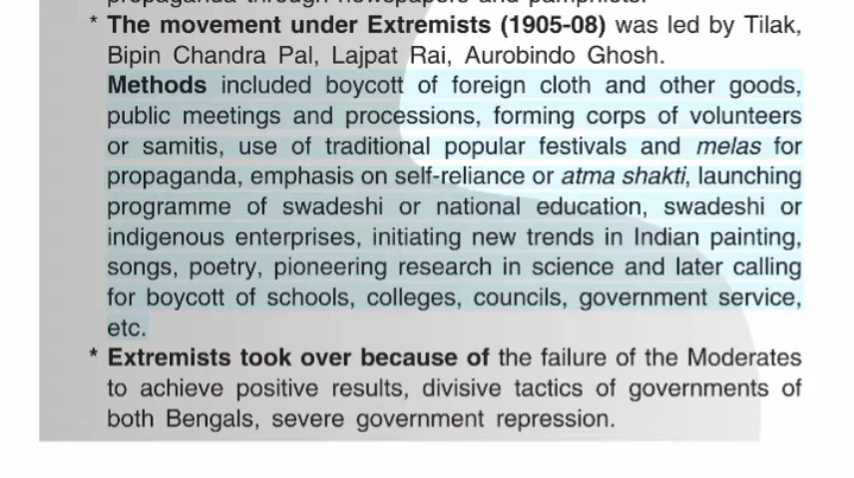 propaganda through newspapers and pamphlets.
* The movement under Extremists (1905-08) was led by Tilak,
Bipin Chandra Pal, Lajpat Rai, Aurobindo Ghosh.
Methods included boycott of foreign cloth and other goods,
public meetings and processions, forming corps of volunteers
or samitis, use of traditional popular festivals and melas for
propaganda, emphasis on self-reliance or atma shakti, launching
programme of swadeshi or national education, swadeshi or
indigenous enterprises, initiating new trends in Indian painting,
songs, poetry, pioneering research in science and later calling
for boycott of schools, colleges, councils, government service,
etc.
* Extremists took over because of the failure of the Moderates
to achieve positive results, divisive tactics of governments of
both Bengals, severe government repression.